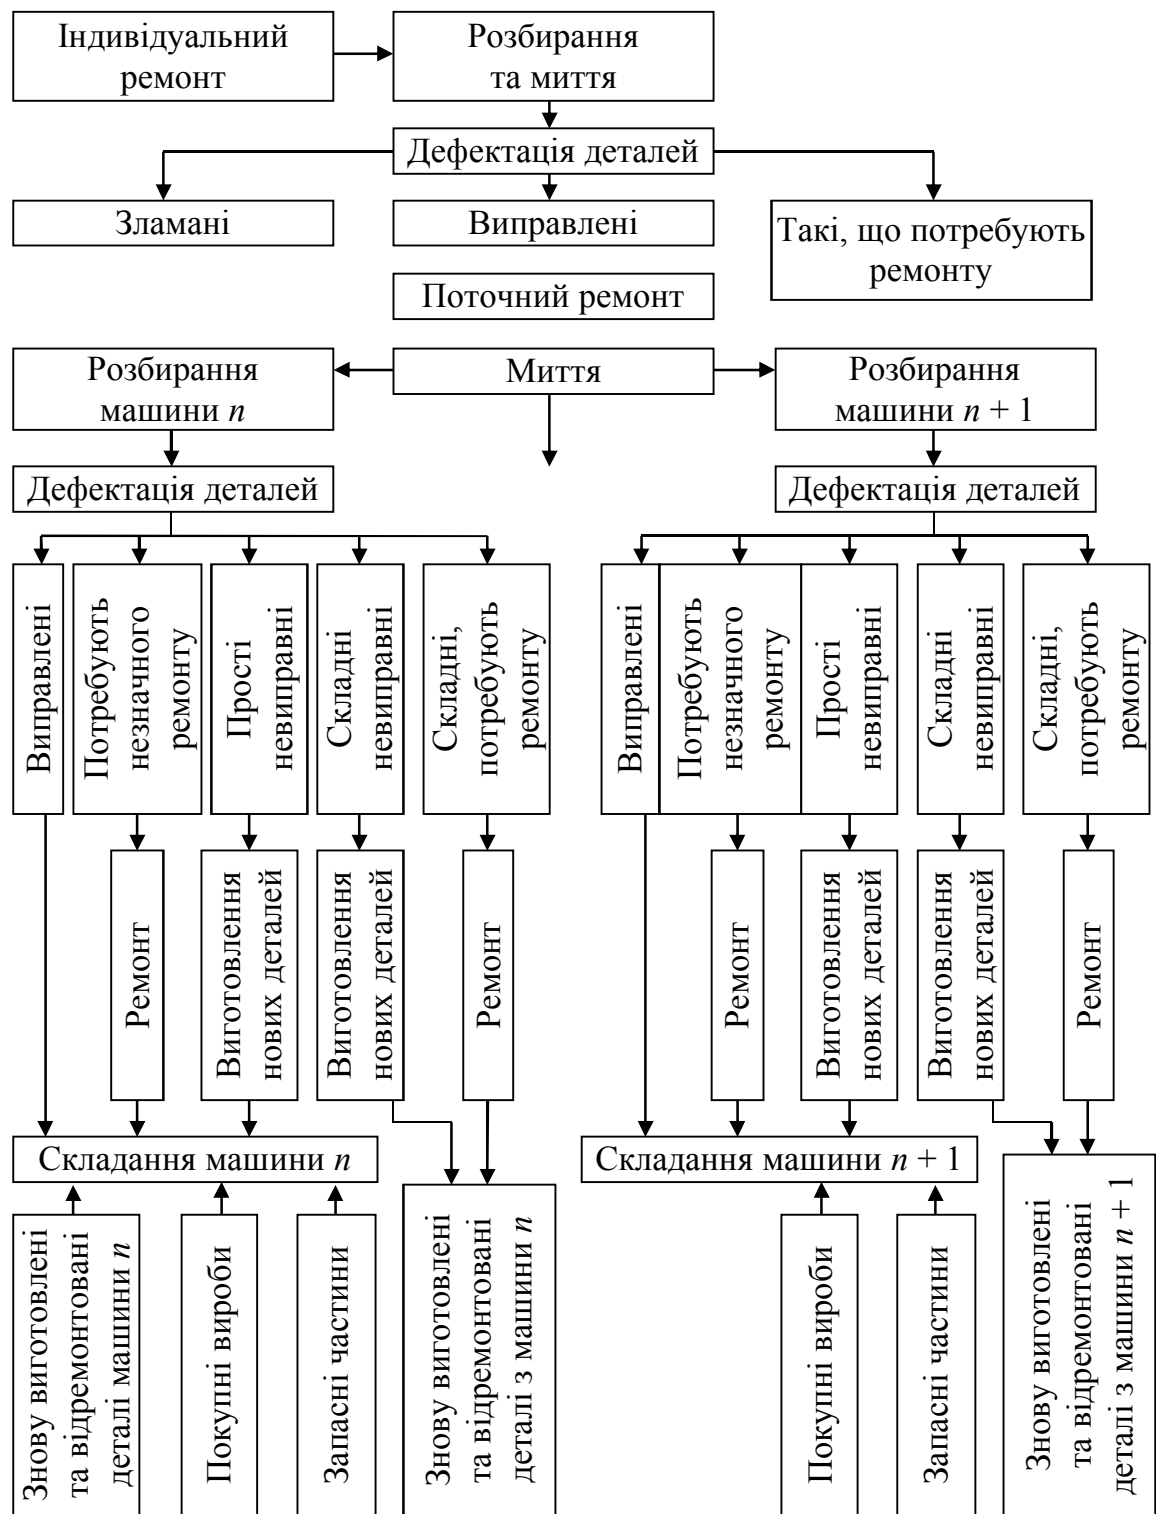 Індивідуальний
ремонт
Розбирання
та миття
Дефектація деталей
Зламані
Виправлені
Такі, що потребують
ремонту
Поточний ремонт
Розбирання
машини n
Миття
Розбирання
машини n + 1
Дефектація деталей
Дефектація деталей
Виправлені
Потребують
незначного
ремонту
Прості
невиправні
Складні
невиправні
Складні,
потребують
ремонту
Виправлені
Потребують
незначного
ремонту
Прості
невиправні
Складні
невиправні
Складні,
потребують
ремонту
Ремонт
Виготовлення
нових деталей
Виготовлення
нових деталей
Ремонт
Ремонт
Виготовлення
нових деталей
Виготовлення
нових деталей
Ремонт
Складання машини n
Складання машини n + 1
Знову виготовлені
та відремонтовані
деталі машини n
Покупні вироби
Запасні частини
Знову виготовлені
та відремонтовані
деталі з машини n
Покупні вироби
Запасні частини
Знову виготовлені
та відремонтовані
деталі з машини n + 1